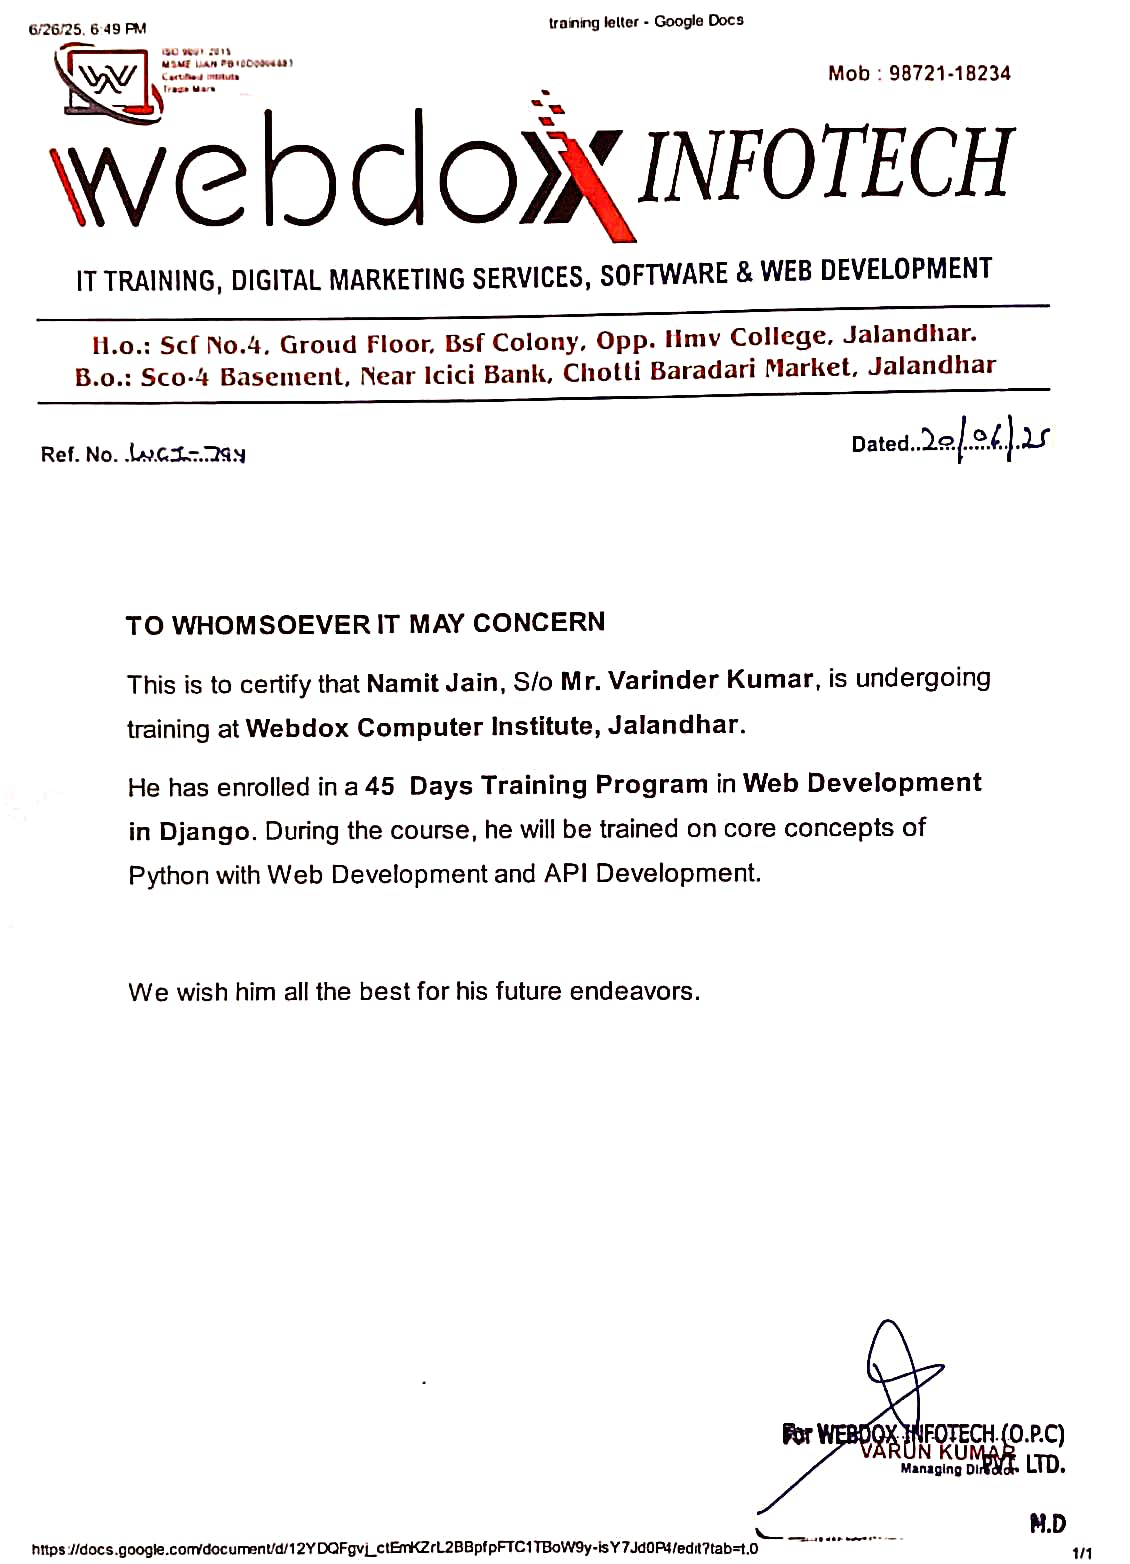 6/26/25, 6:49 PM
training letter - Google Docs
ISO 9001 2015
Certified Intitute
Trade Mark
Mob : 98721-18234
webdox INFOTECH
IT TRAINING, DIGITAL MARKETING SERVICES, SOFTWARE & WEB DEVELOPMENT
H.o.: Scf No.4, Groud Floor, Bsf Colony, Opp. Hmv College, Jalandhar.
B.o.: Sco-4 Basement, Near Icici Bank, Chotti Baradari Market, Jalandhar
Ref. No.
Dated..20/06/25
TO WHOMSOEVER IT MAY CONCERN
This is to certify that Namit Jain, S/o Mr. Varinder Kumar, is undergoing
training at Webdox Computer Institute, Jalandhar.
He has enrolled in a 45 Days Training Program in Web Development
in Django. During the course, he will be trained on core concepts of
Python with Web Development and API Development.
We wish him all the best for his future endeavors.
For WEBDOX INFOTECH (O.P.C)
VARUN KUMAR
Managing Director PVT. LTD.
M.D
https://docs.google.com/document/d/12YDQFgvj_ctEmKZrL2BBpfpFTC1TBoW9y-isY7Jd0P4/edit?tab=t.0
1/1